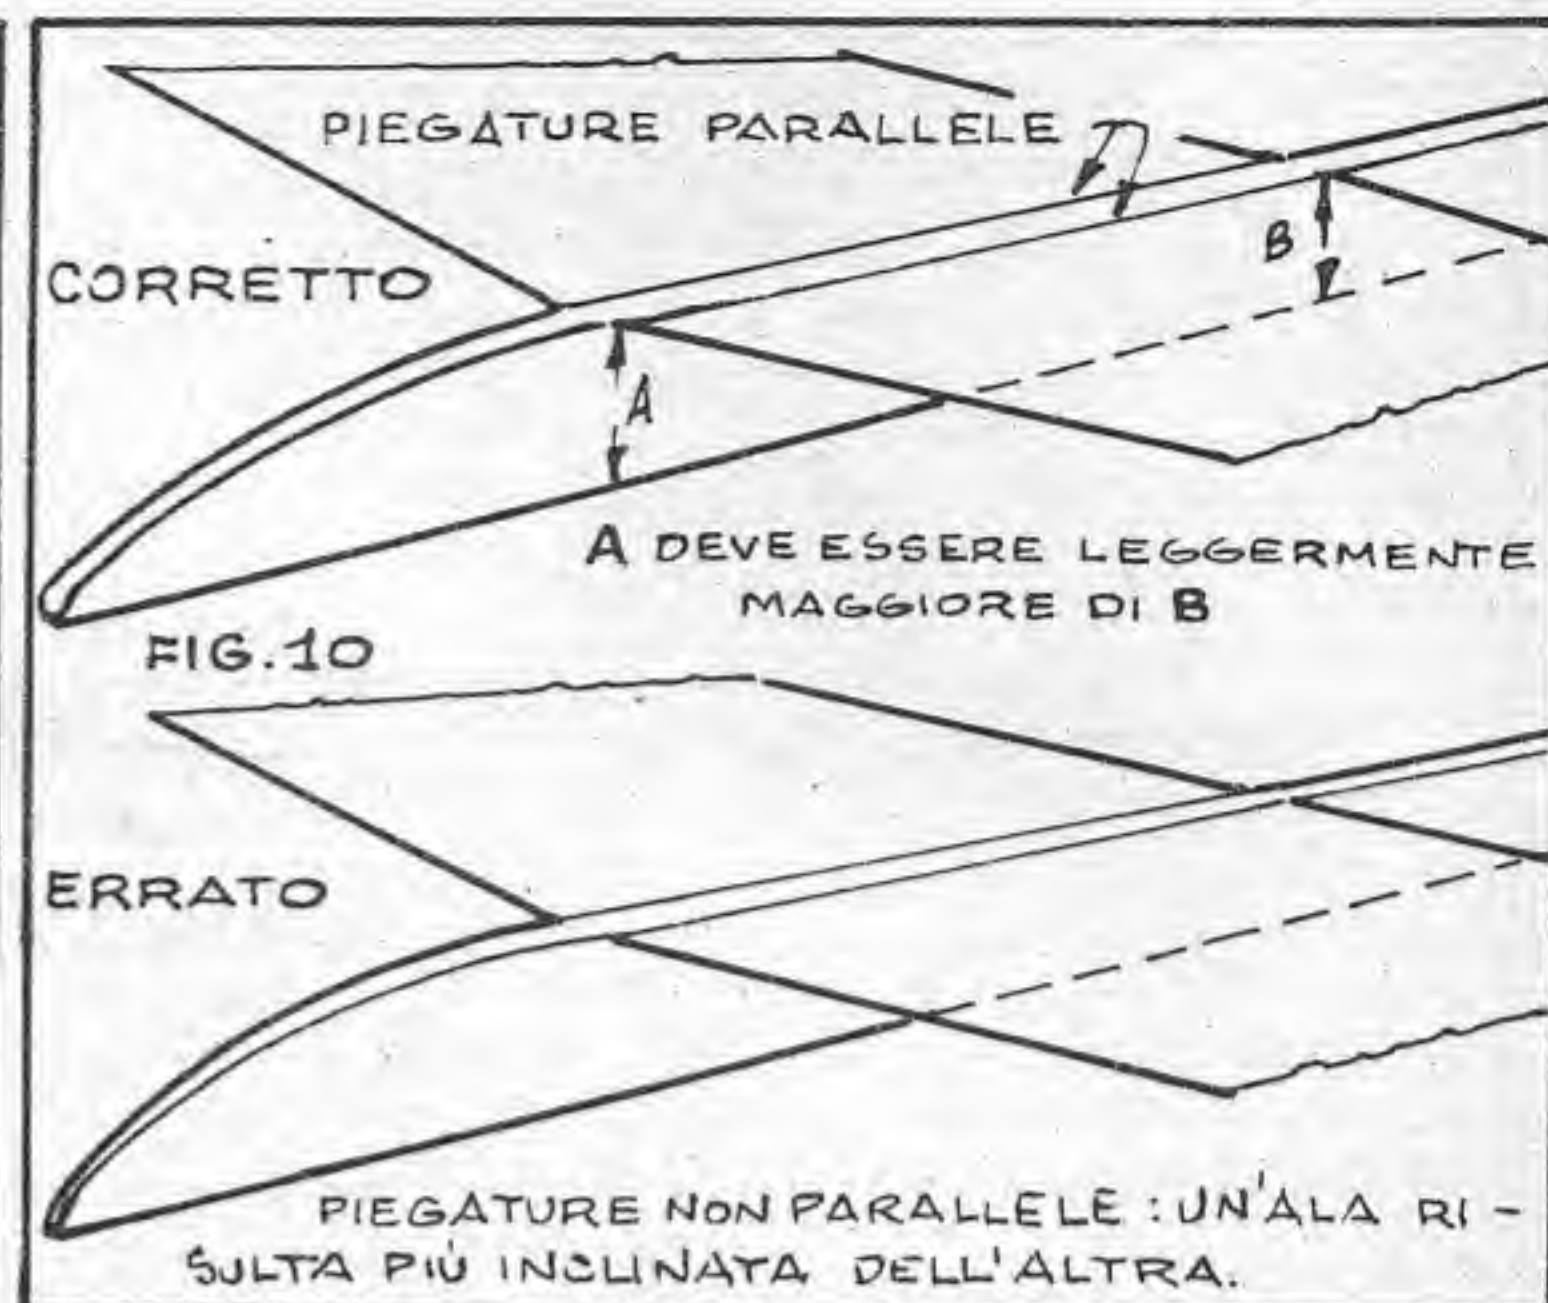 PIEGATURE PARALLELE
CORRETTO
B
A
A DEVE ESSERE LEGGERMENTE
MAGGIORE DI B
FIG.10
ERRATO
PIEGATURE NON PARALLELE : UN'ALA RI-
SULTA PIÙ INCLINATA DELL'ALTRA.